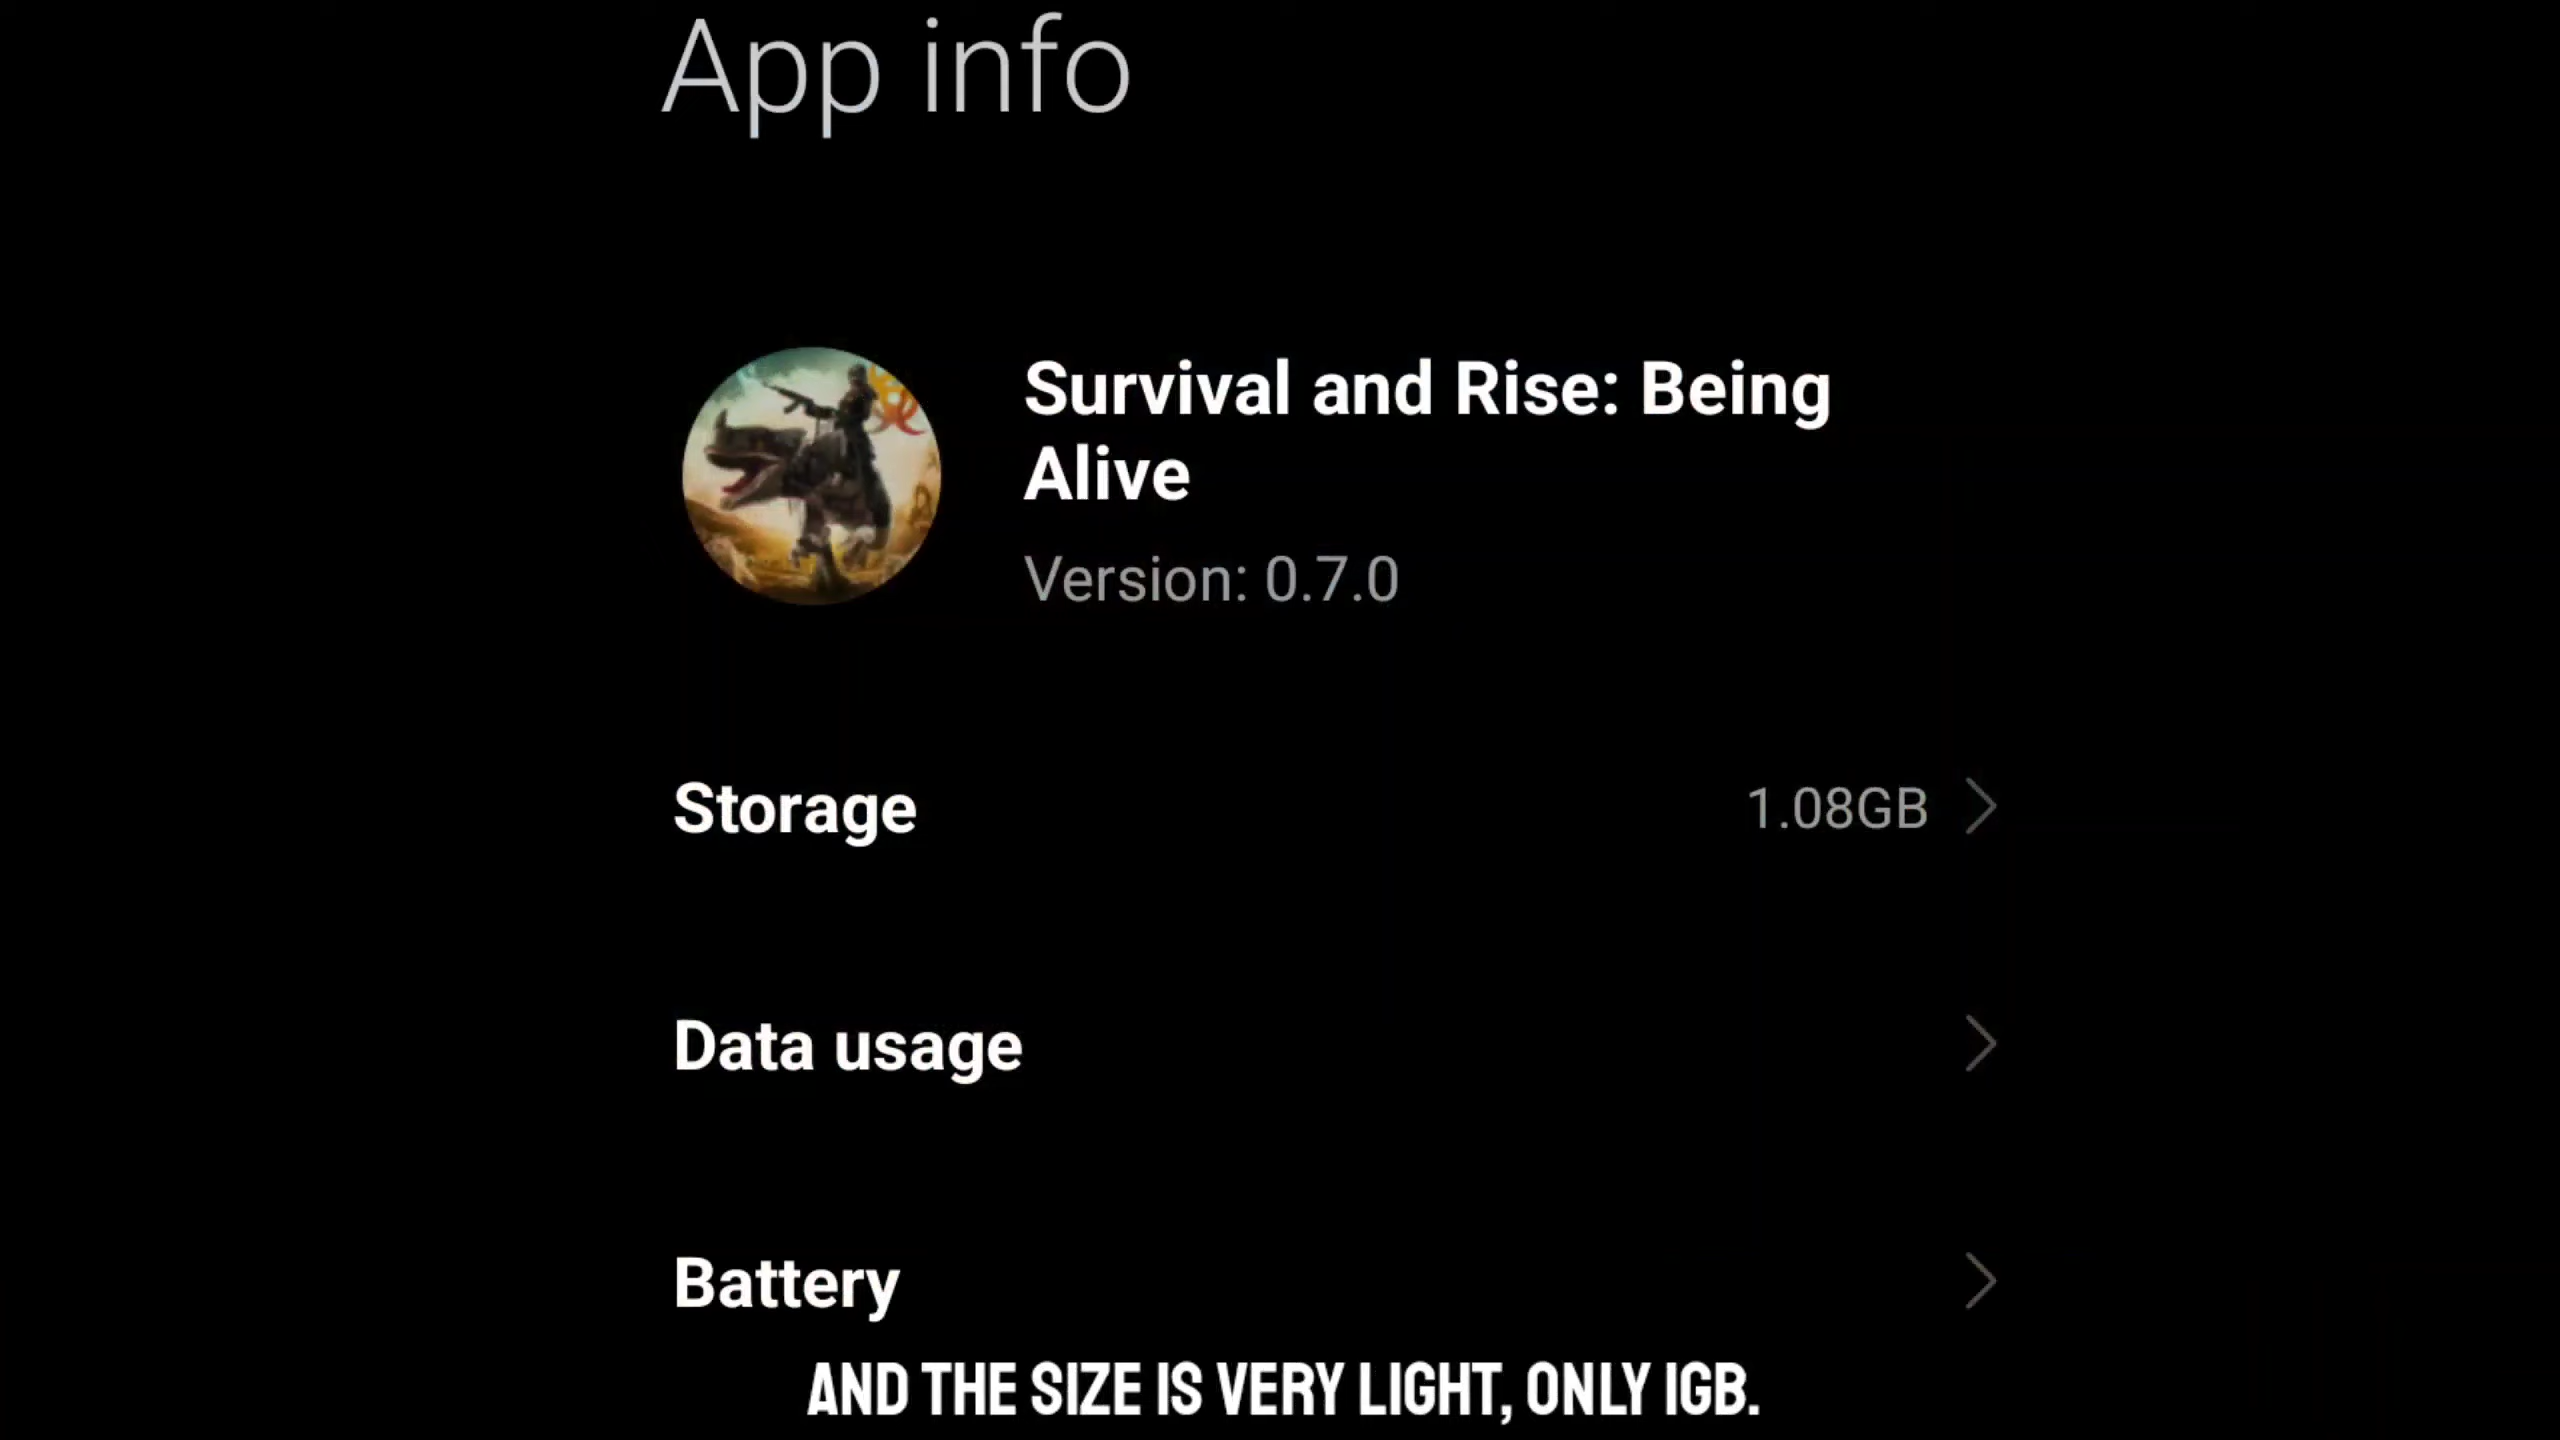 App info
Survival and Rise: Being
Alive
Version: 0.7.0
Storage
1.08GB
Data usage
Battery
AND THE SIZE IS VERY LIGHT, ONLY 1GB.